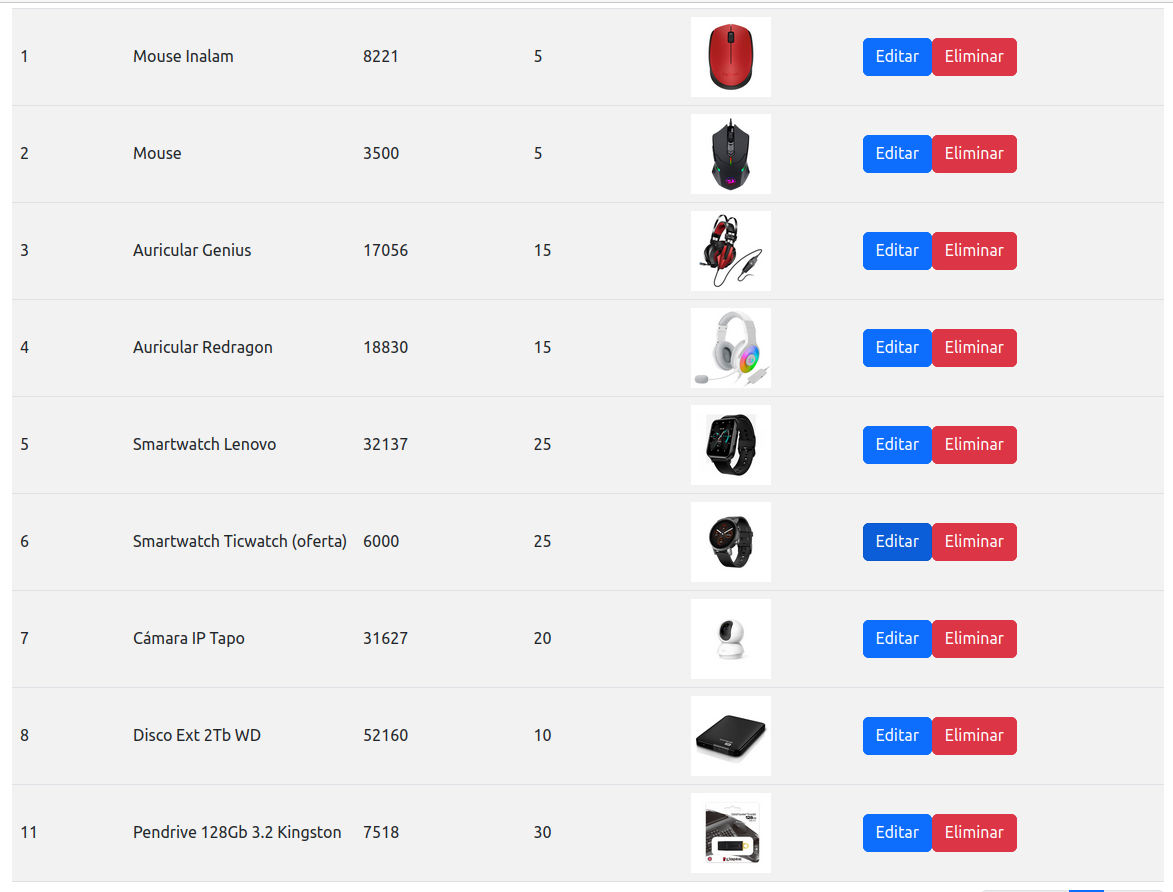 1 Mouse Inalam 8221 5 Editar Eliminar
2 Mouse 3500 5 Editar Eliminar
3 Auricular Genius 17056 15 Editar Eliminar
4 Auricular Redragon 18830 15 Editar Eliminar
5 Smartwatch Lenovo 32137 25 Editar Eliminar
6 Smartwatch Ticwatch (oferta) 6000 25 Editar Eliminar
7 Cámara IP Tapo 31627 20 Editar Eliminar
8 Disco Ext 2Tb WD 52160 10 Editar Eliminar
11 Pendrive 128Gb 3.2 Kingston 7518 30 Editar Eliminar